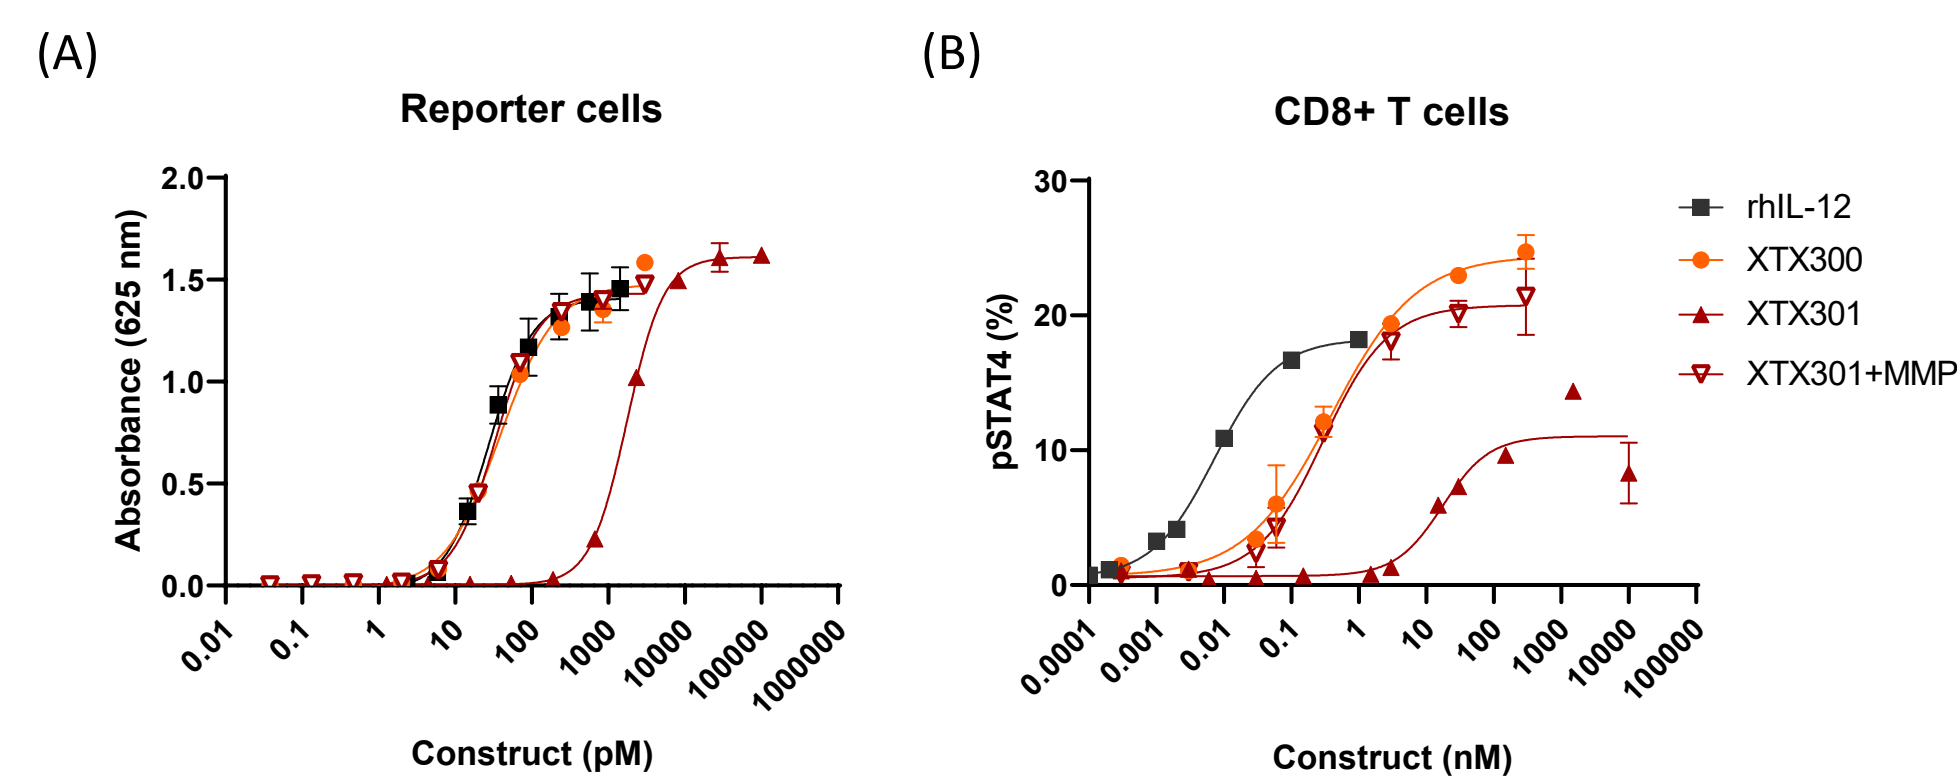 (A)
(B)
Reporter cells
CD8+ T cells
Absorbance (625 nm)
2.0
1.5
1.0
0.5
0.0
0.01
0.1
1
10
100
1000
10000
100000
1000000
Construct (pM)
pSTAT4 (%)
30
20
10
0
0.0001
0.001
0.01
0.1
1
10
100
1000
10000
100000
Construct (nM)
rhIL-12
XTX300
XTX301
XTX301+MMP